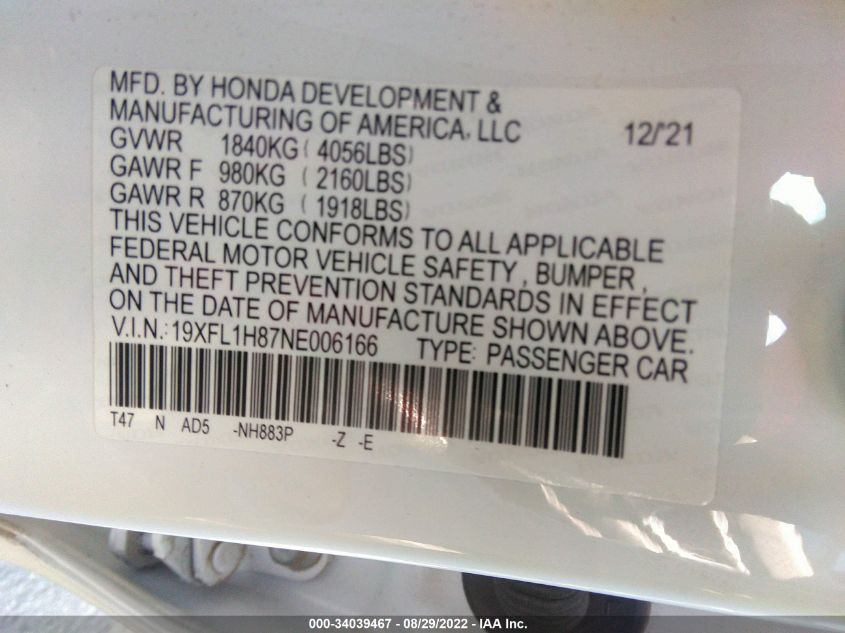 MFD. BY HONDA DEVELOPMENT &
MANUFACTURING OF AMERICA, LLC 12/'21
GVWR 1840KG ( 4056LBS)
GAWR F 980KG ( 2160LBS)
GAWR R 870KG ( 1918LBS)
THIS VEHICLE CONFORMS TO ALL APPLICABLE
FEDERAL MOTOR VEHICLE SAFETY, BUMPER,
AND THEFT PREVENTION STANDARDS IN EFFECT
ON THE DATE OF MANUFACTURE SHOWN ABOVE.
V.I.N.:19XFL1H87NE006166 TYPE: PASSENGER CAR
T47 N AD5 -NH883P -Z -E
000-34039467 - 08/29/2022 - IAA Inc.